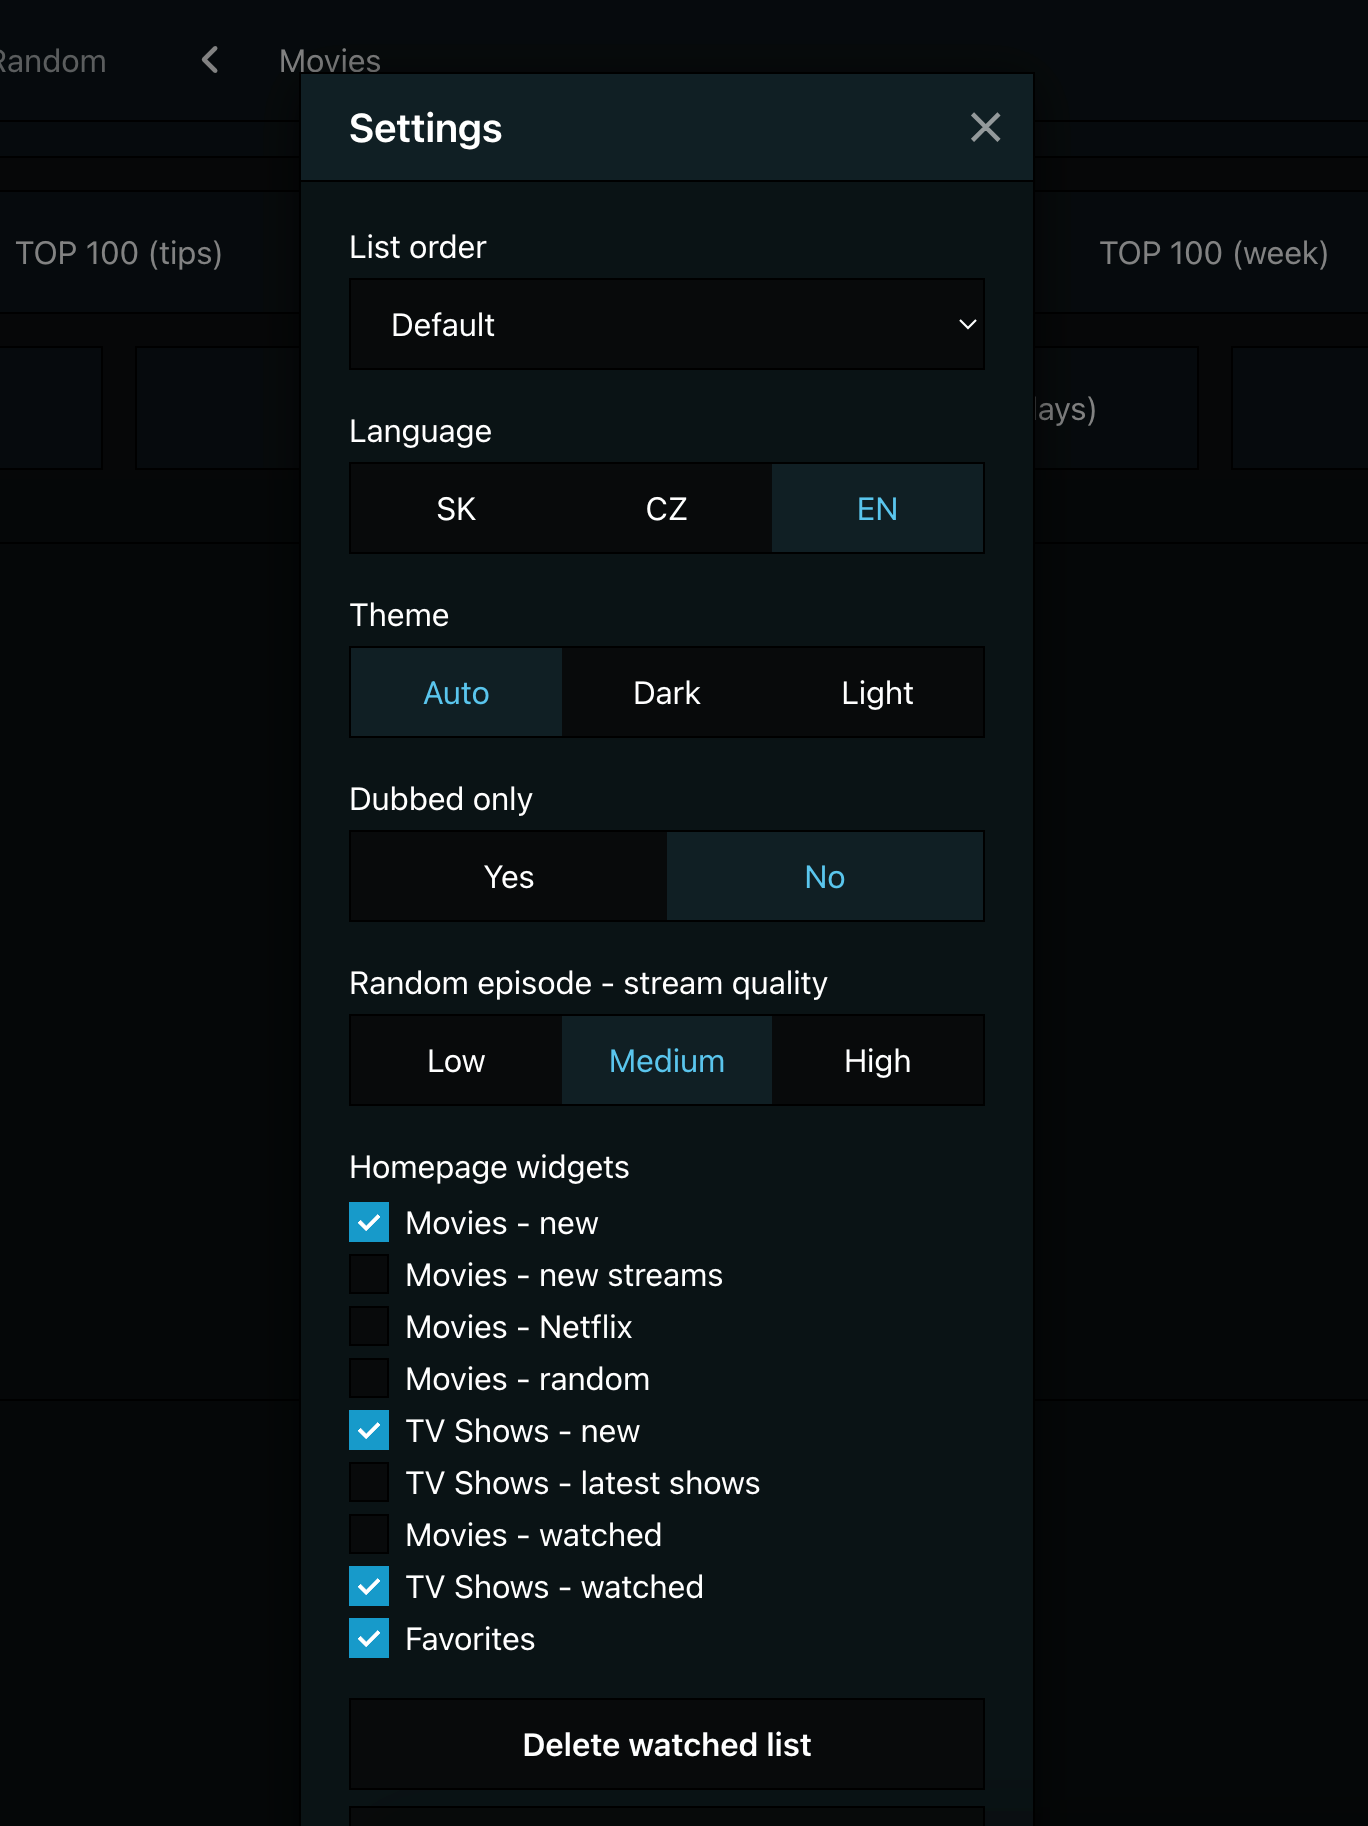 Random
Movies
Settings
TOP 100 (tips)
TOP 100 (week)
List order
Default
Language
SK
CZ
EN
Theme
Auto
Dark
Light
Dubbed only
Yes
No
Random episode - stream quality
Low
Medium
High
Homepage widgets
Movies - new
Movies - new streams
Movies - Netflix
Movies - random
TV Shows - new
TV Shows - latest shows
Movies - watched
TV Shows - watched
Favorites
Delete watched list